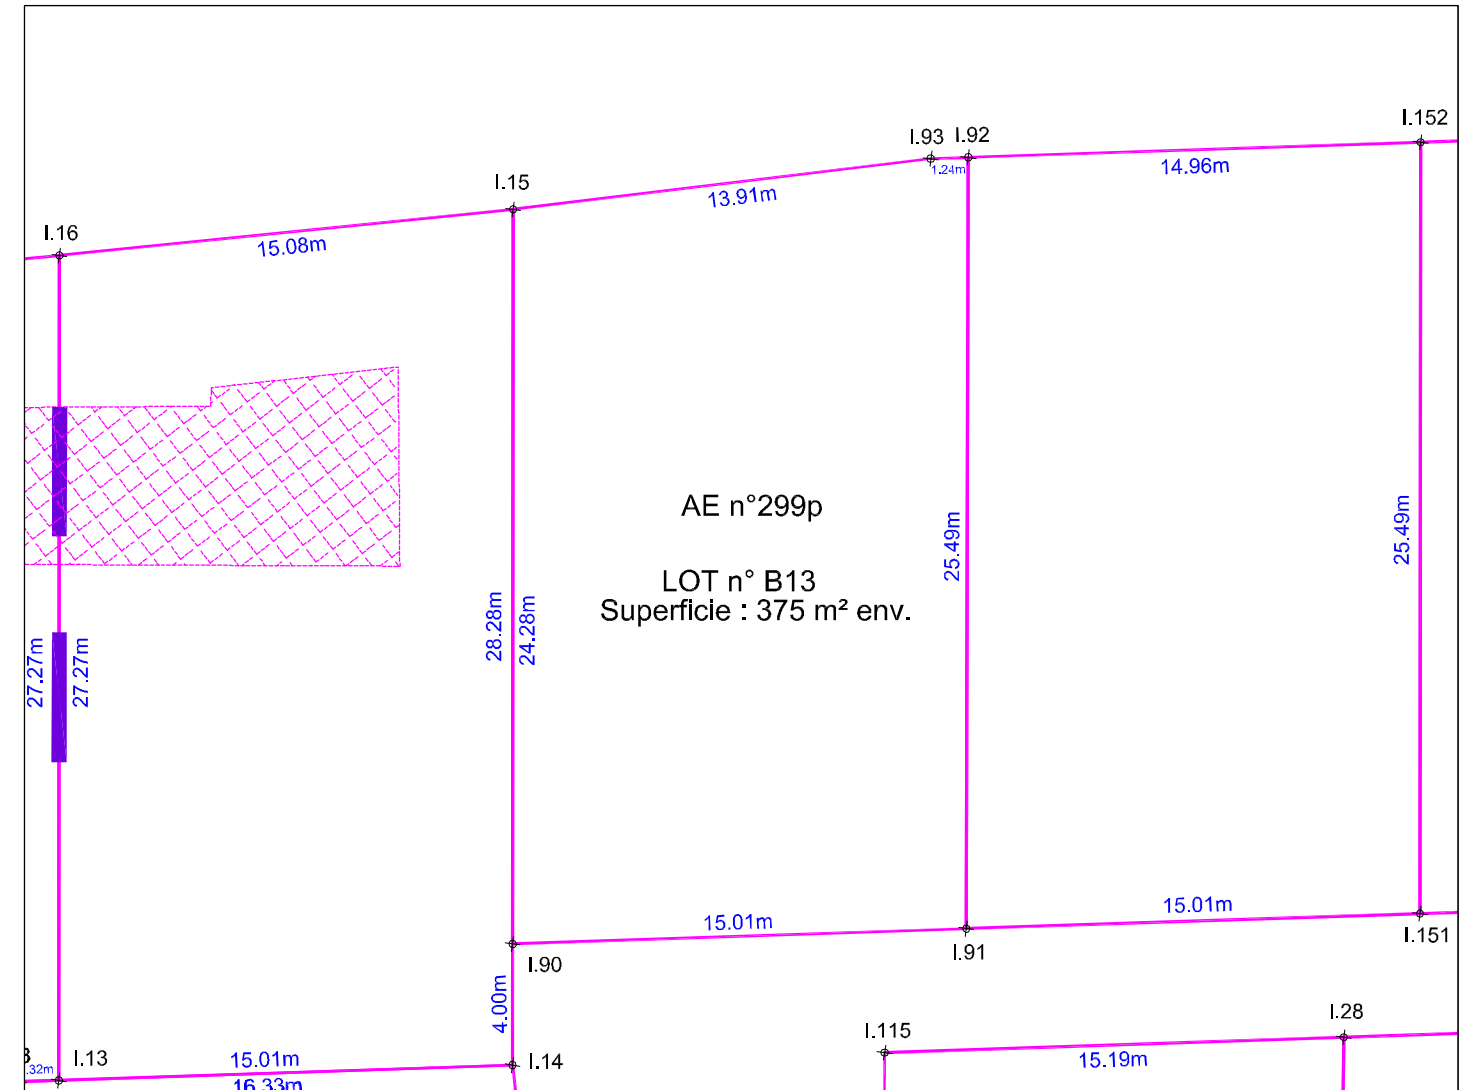 I.152
I.93 I.92
14.96m
1.24m
I.15
13.91m
I.16
15.08m
AE n°299p
LOT n° B13
Superficie : 375 m² env.
25.49m
25.49m
28.28m
24.28m
27.27m
27.27m
15.01m
15.01m
I.151
I.91
I.90
4.00m
I.28
I.115
15.19m
I.14
I.13
15.01m
.32m
16.33m